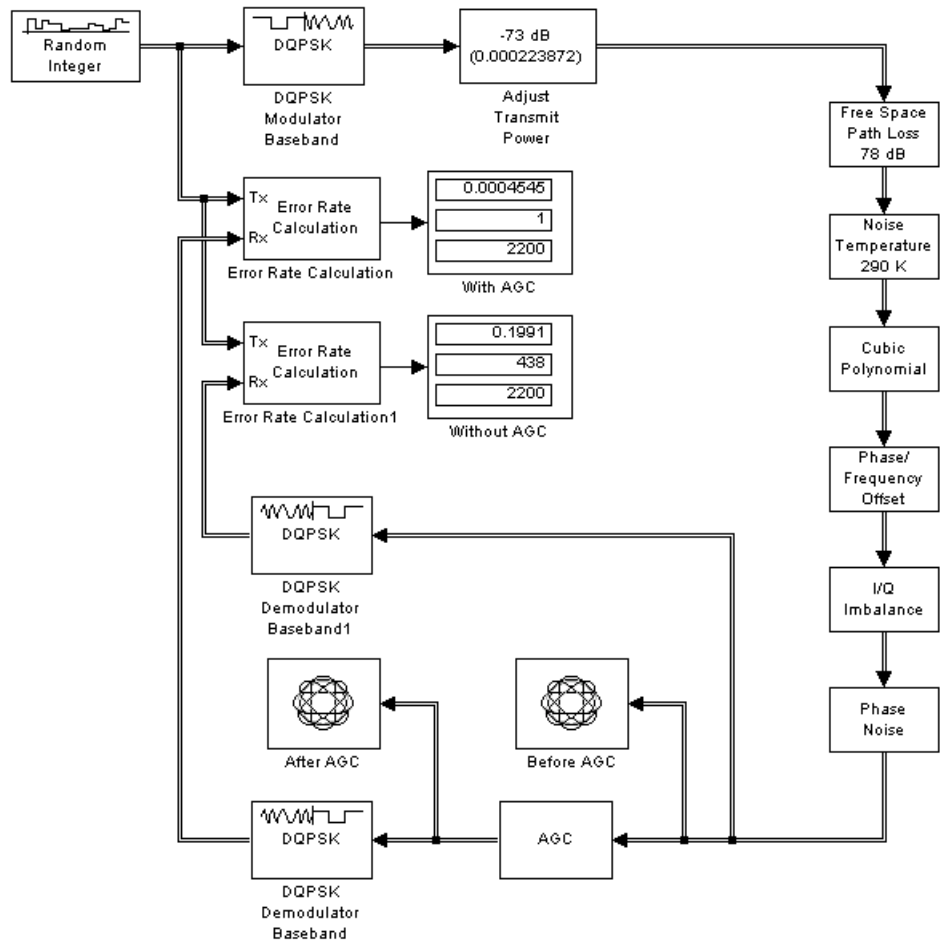 Random
Integer
DQPSK
DQPSK
Modulator
Baseband
-73 dB
(0.000223872)
Adjust
Transmit
Power
Free Space
Path Loss
78 dB
Tx
Rx
Error Rate
Calculation
Error Rate Calculation
0.0004545
1
2200
With AGC
Noise
Temperature
290 K
Tx
Rx
Error Rate
Calculation
Error Rate Calculation1
0.1991
438
2200
Without AGC
Cubic
Polynomial
Phase/
Frequency
Offset
DQPSK
DQPSK
Demodulator
Baseband1
I/Q
Imbalance
After AGC
Before AGC
Phase
Noise
DQPSK
DQPSK
Demodulator
Baseband
AGC